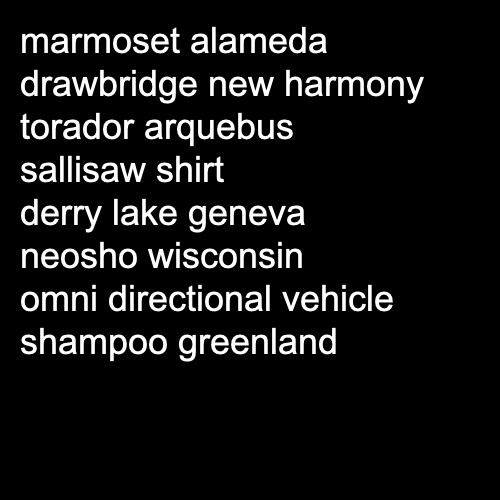 marmoset alameda
drawbridge new harmony
torador arquebus
sallisaw shirt
derry lake geneva
neosho wisconsin
omni directional vehicle
shampoo greenland